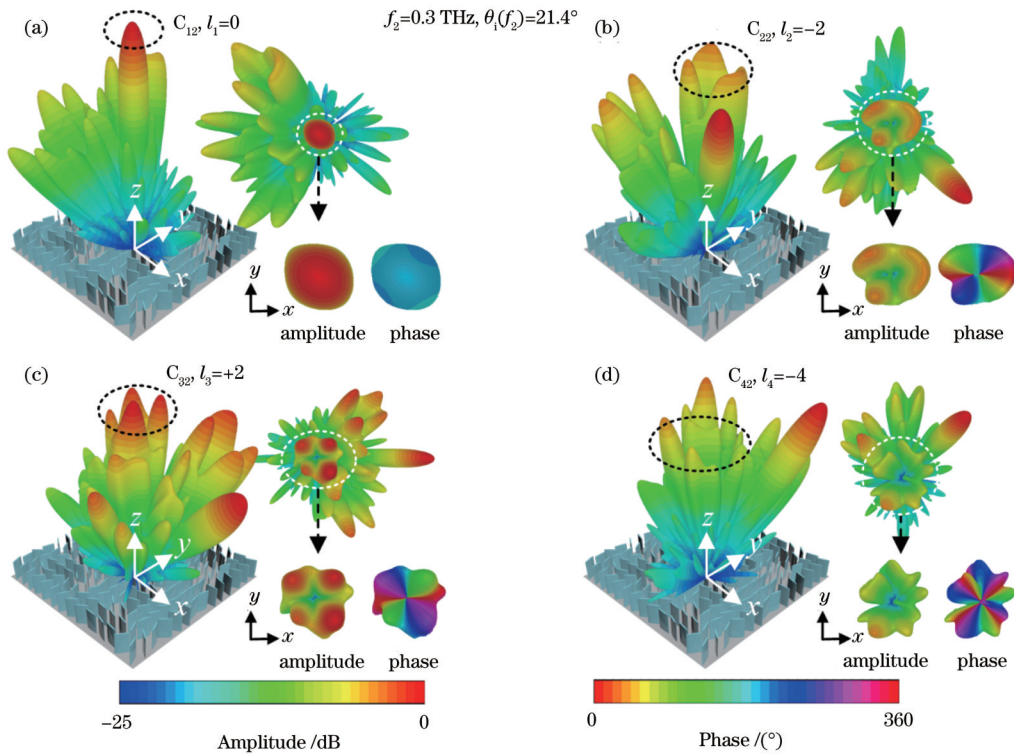 (a)
C₁₂, l₁=0
f₂=0.3 THz, θᵢ(f₂)=21.4°
(b)
C₂₂, l₂=−2
z
y
x
y
x
amplitude
phase
z
y
x
y
x
amplitude
phase
(c)
C₃₂, l₃=+2
(d)
C₄₂, l₄=−4
z
y
x
y
x
amplitude
phase
z
y
x
y
x
amplitude
phase
−25
0
Amplitude /dB
0
360
Phase /(°)